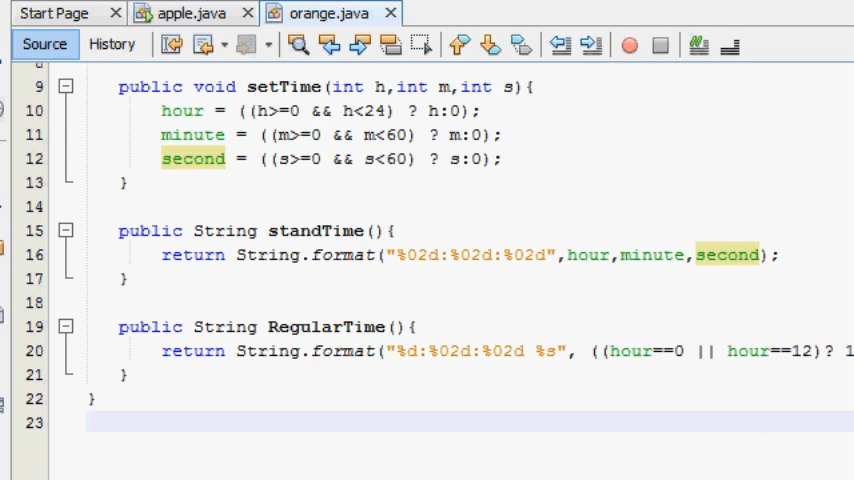 Start Page
apple.java
orange.java
Source
History
9 public void setTime(int h,int m,int s){
10 hour = ((h>=0 && h<24) ? h:0);
11 minute = ((m>=0 && m<60) ? m:0);
12 second = ((s>=0 && s<60) ? s:0);
13 }
14
15 public String standTime(){
16 return String.format("%02d:%02d:%02d",hour,minute,second);
17 }
18
19 public String RegularTime(){
20 return String.format("%d:%02d:%02d %s", ((hour==0 || hour==12)? 1
21 }
22 }
23